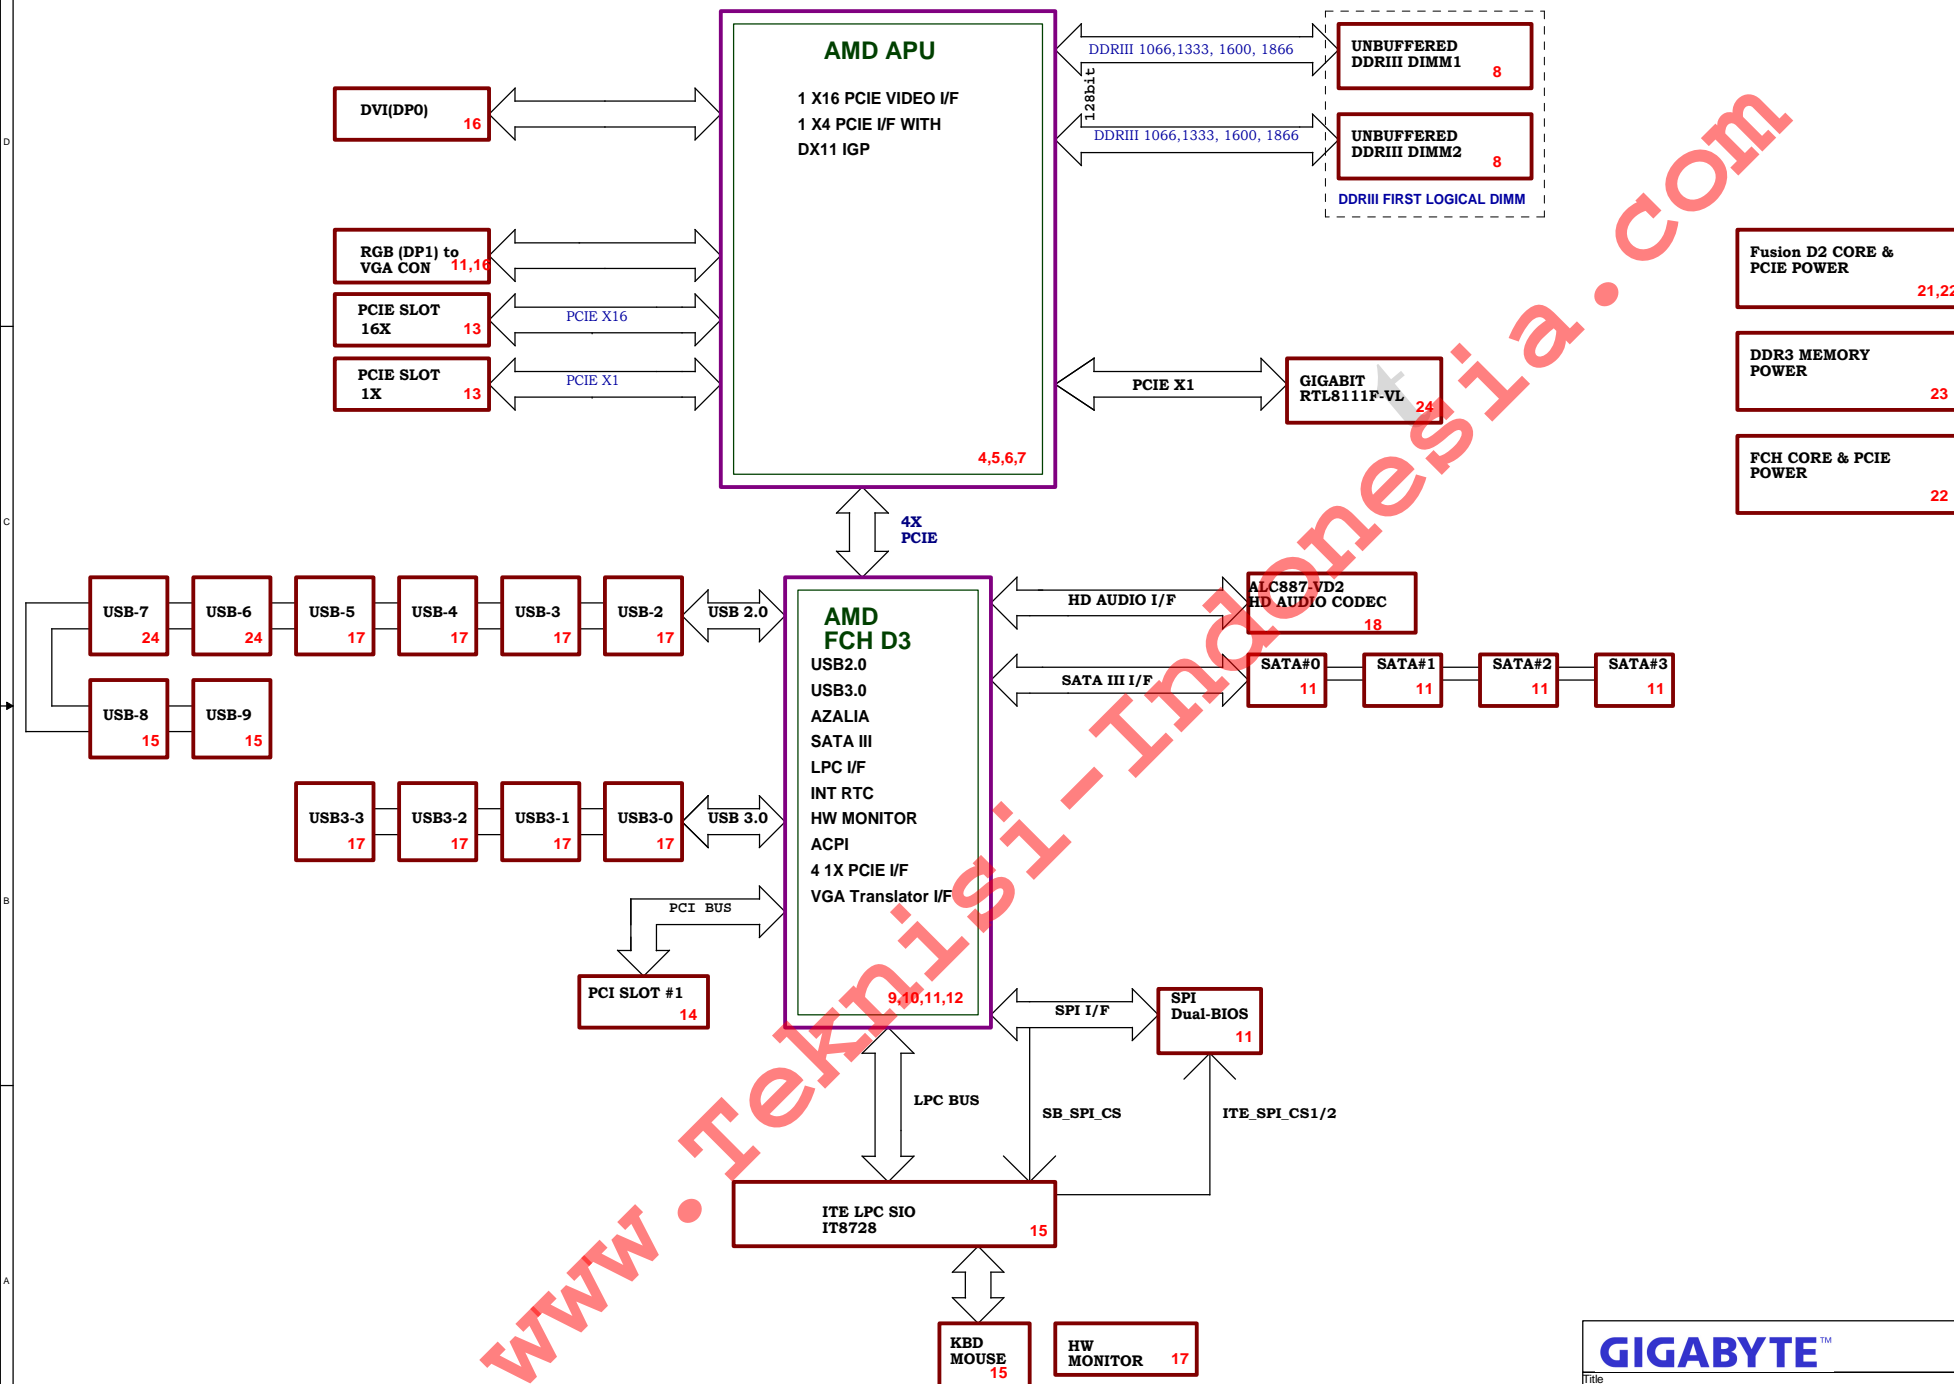 AMD APU
1 X16 PCIE VIDEO I/F
1 X4 PCIE I/F WITH
DX11 IGP
4,5,6,7
DDRIII 1066,1333, 1600, 1866
128bit
DDRIII 1066,1333, 1600, 1866
UNBUFFERED
DDRIII DIMM1
8
UNBUFFERED
DDRIII DIMM2
8
DDRIII FIRST LOGICAL DIMM
DVI(DP0)
16
RGB (DP1) to
VGA CON 11,16
PCIE SLOT
16X 13
PCIE X16
PCIE SLOT
1X 13
PCIE X1
PCIE X1
GIGABIT
RTL8111F-VL
24
t
Fusion D2 CORE &
PCIE POWER
21,22
DDR3 MEMORY
POWER
23
FCH CORE & PCIE
POWER
22
4X
PCIE
USB-7
24
USB-6
24
USB-5
17
USB-4
17
USB-3
17
USB-2
17
USB 2.0
USB-8
15
USB-9
15
USB3-3
17
USB3-2
17
USB3-1
17
USB3-0
17
USB 3.0
AMD
FCH D3
USB2.0
USB3.0
AZALIA
SATA III
LPC I/F
INT RTC
HW MONITOR
ACPI
4 1X PCIE I/F
VGA Translator I/F
9,10,11,12
HD AUDIO I/F
ALC887-VD2
HD AUDIO CODEC
18
SATA III I/F
SATA#0
11
SATA#1
11
SATA#2
11
SATA#3
11
PCI BUS
PCI SLOT #1
14
SPI I/F
SPI
Dual-BIOS
11
LPC BUS
SB_SPI_CS
ITE_SPI_CS1/2
ITE LPC SIO
IT8728
15
KBD
MOUSE
15
HW
MONITOR 17
GIGABYTE™
Title
D
C
B
A
www.Teknisi-Indonesia.com